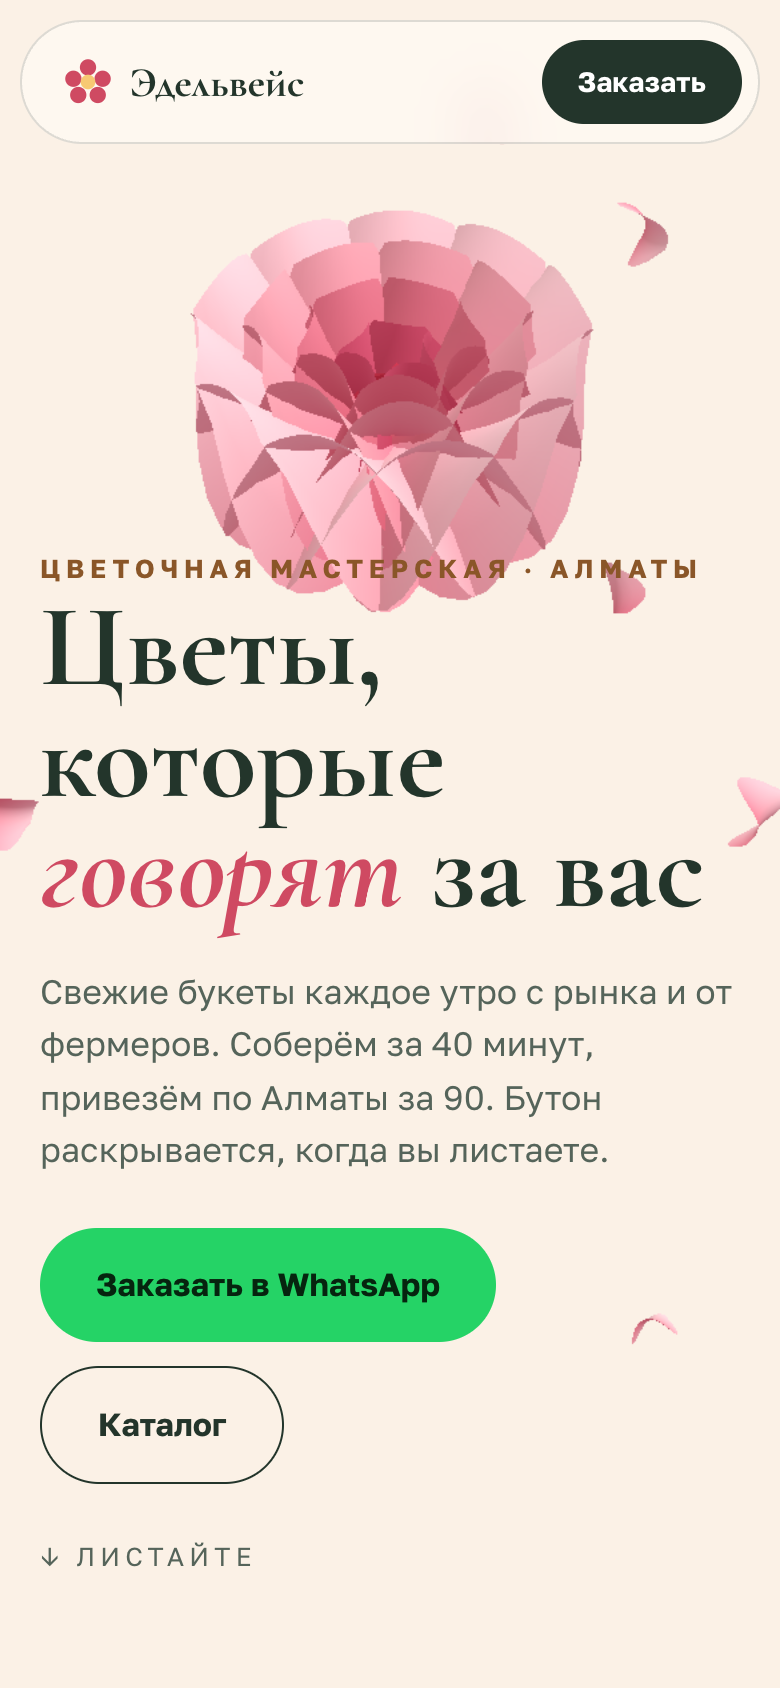 Эдельвейс
Заказать
ЦВЕТОЧНАЯ МАСТЕРСКАЯ · АЛМАТЫ
Цветы,
которые
говорят за вас
Свежие букеты каждое утро с рынка и от
фермеров. Соберём за 40 минут,
привезём по Алматы за 90. Бутон
раскрывается, когда вы листаете.
Заказать в WhatsApp
Каталог
↓ ЛИСТАЙТЕ